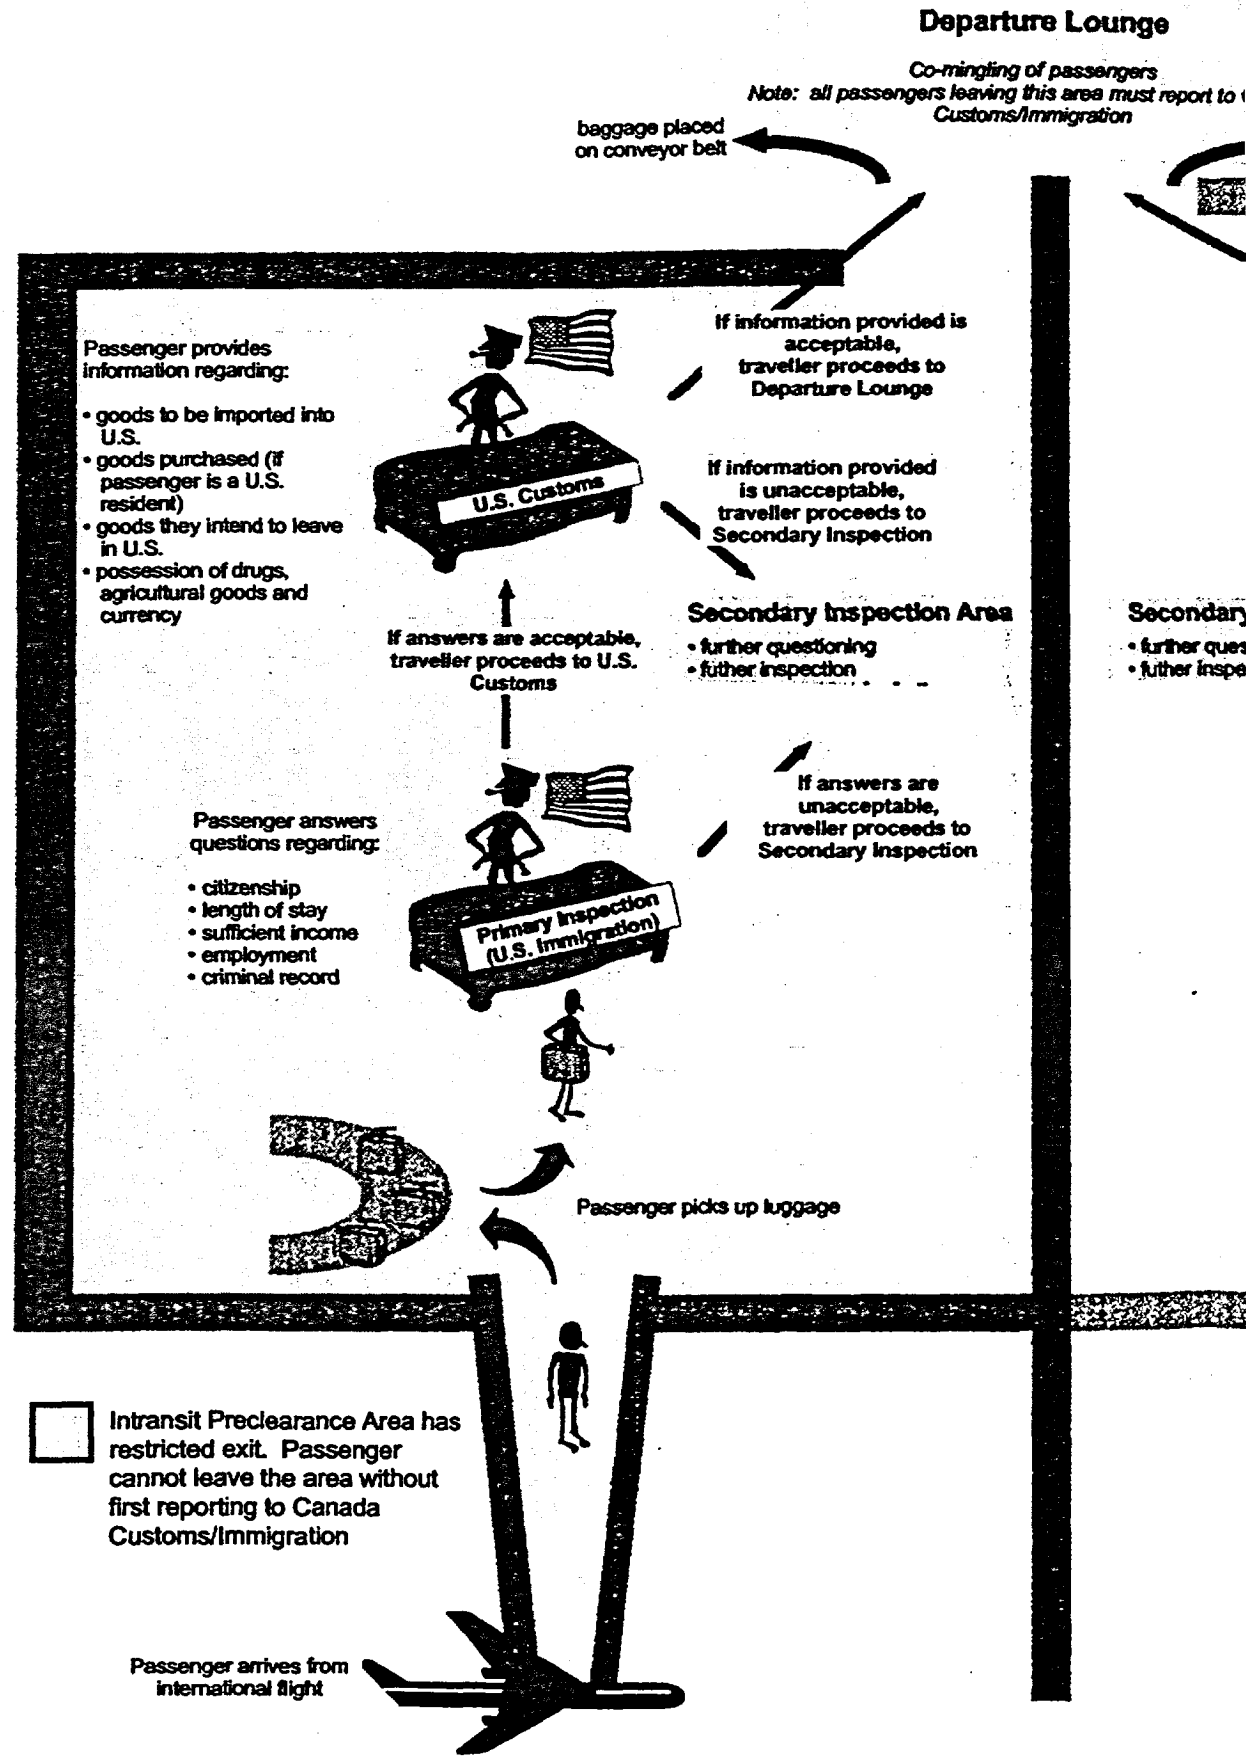 Departure Lounge
Co-mingling of passengers
Note: all passengers leaving this area must report to
Customs/Immigration
baggage placed
on conveyor belt
Passenger provides
information regarding:
• goods to be imported into
U.S.
• goods purchased (if
passenger is a U.S.
resident)
• goods they intend to leave
in U.S.
• possession of drugs,
agricultural goods and
currency
U.S. Customs
If information provided is
acceptable,
traveller proceeds to
Departure Lounge
If information provided
is unacceptable,
traveller proceeds to
Secondary Inspection
Secondary Inspection Area
• further questioning
• futher inspection
Secondary
• further ques
• futher inspe
If answers are acceptable,
traveller proceeds to U.S.
Customs
If answers are
unacceptable,
traveller proceeds to
Secondary Inspection
Passenger answers
questions regarding:
• citizenship
• length of stay
• sufficient income
• employment
• criminal record
Primary Inspection
(U.S. Immigration)
Passenger picks up luggage
Intransit Preclearance Area has
restricted exit. Passenger
cannot leave the area without
first reporting to Canada
Customs/Immigration
Passenger arrives from
international flight